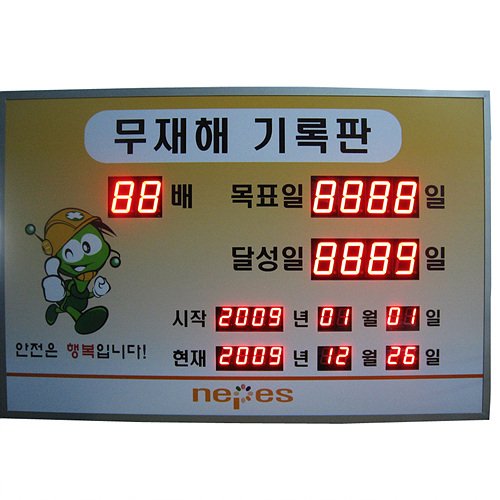 무재해 기록판
88 배 목표일 8888 일
달성일 8889 일
시작 2009 년 01 월 01 일
현재 2009 년 12 월 26 일
안전은 행복입니다!
nepes